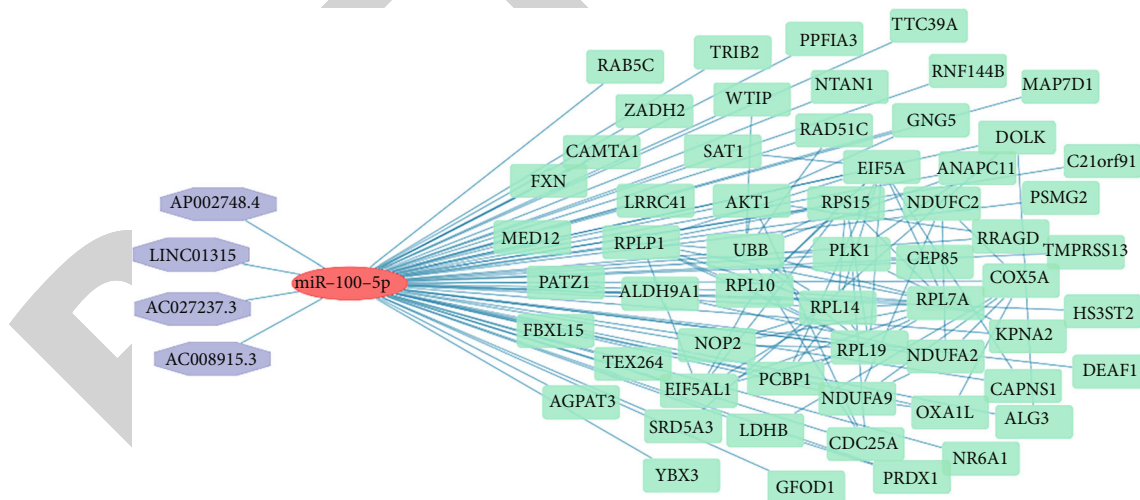 AP002748.4
LINC01315
AC027237.3
AC008915.3
miR-100-5p
TTC39A
PPFIA3
TRIB2
RAB5C
RNF144B
MAP7D1
NTAN1
WTIP
ZADH2
GNG5
RAD51C
DOLK
CAMTA1
SAT1
C21orf91
EIF5A
ANAPC11
FXN
PSMG2
LRRC41
AKT1
RPS15
NDUFC2
MED12
RPLP1
UBB
PLK1
RRAGD
CEP85
TMPRSS13
PATZ1
ALDH9A1
RPL10
COX5A
RPL14
RPL7A
HS3ST2
FBXL15
NOP2
KPNA2
RPL19
NDUFA2
TEX264
DEAF1
EIF5AL1
PCBP1
CAPNS1
AGPAT3
NDUFA9
OXA1L
ALG3
SRD5A3
LDHB
CDC25A
NR6A1
YBX3
GFOD1
PRDX1